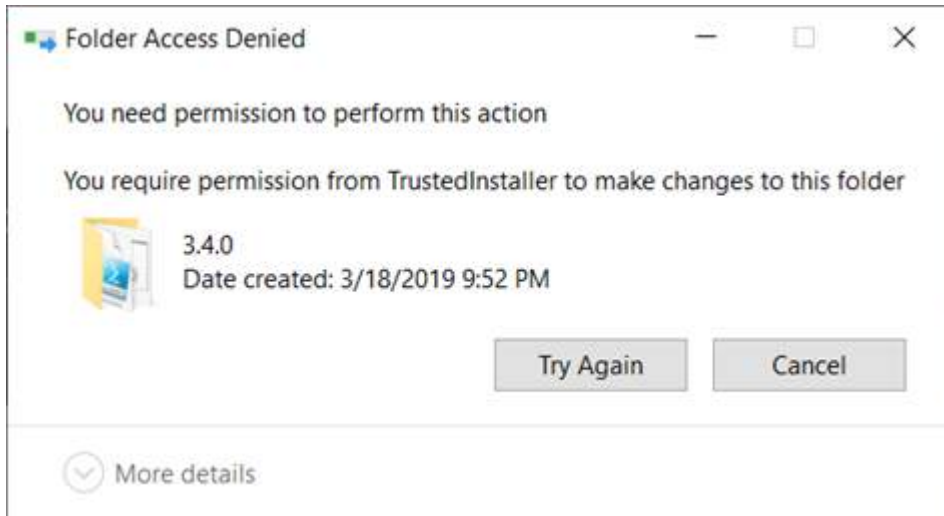 Folder Access Denied
You need permission to perform this action
You require permission from TrustedInstaller to make changes to this folder
3.4.0
Date created: 3/18/2019 9:52 PM
Try Again
Cancel
More details